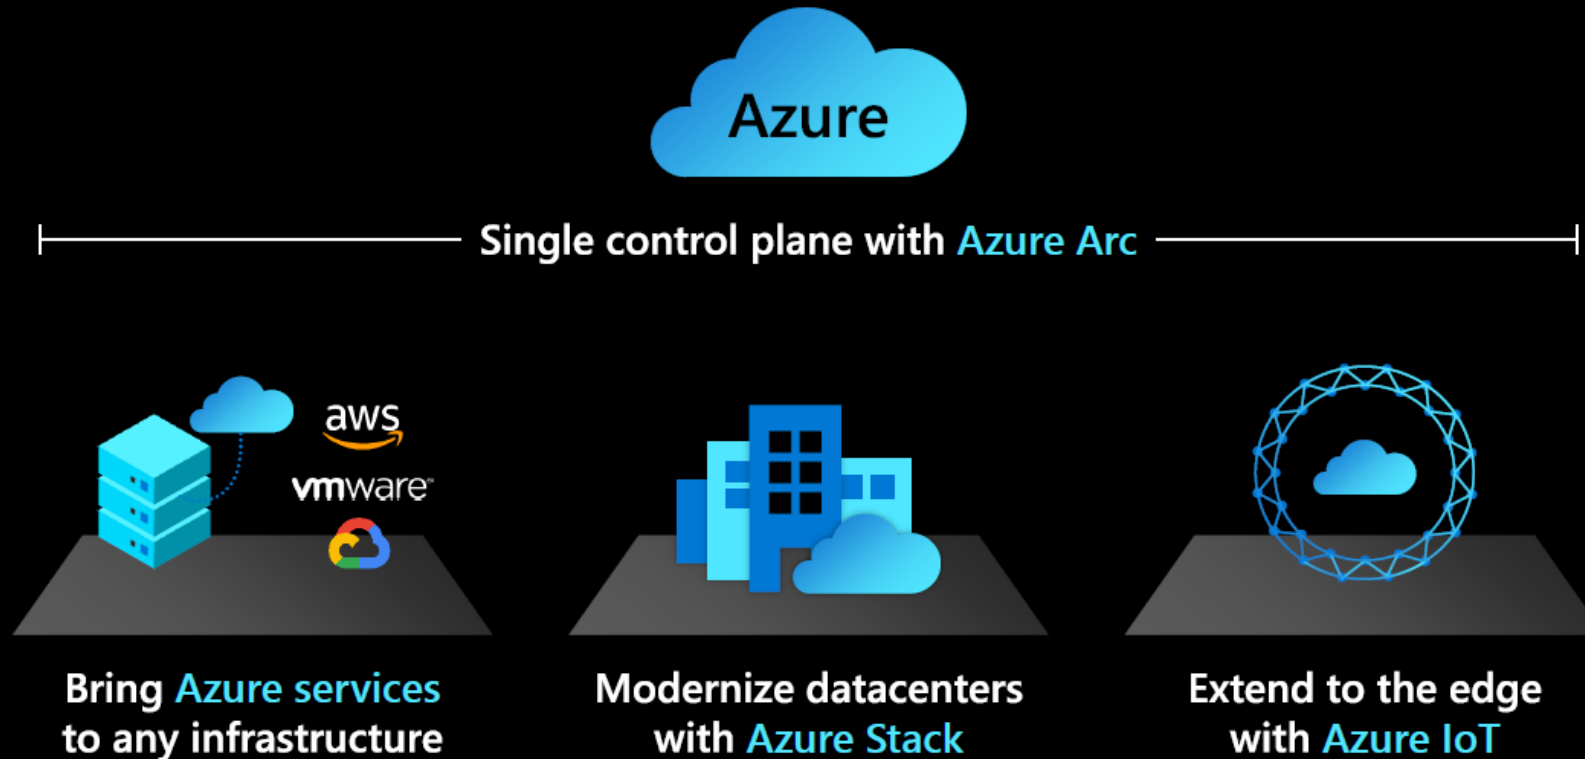 Azure
Single control plane with Azure Arc
aws
vmware™
Bring Azure services
to any infrastructure
Modernize datacenters
with Azure Stack
Extend to the edge
with Azure IoT